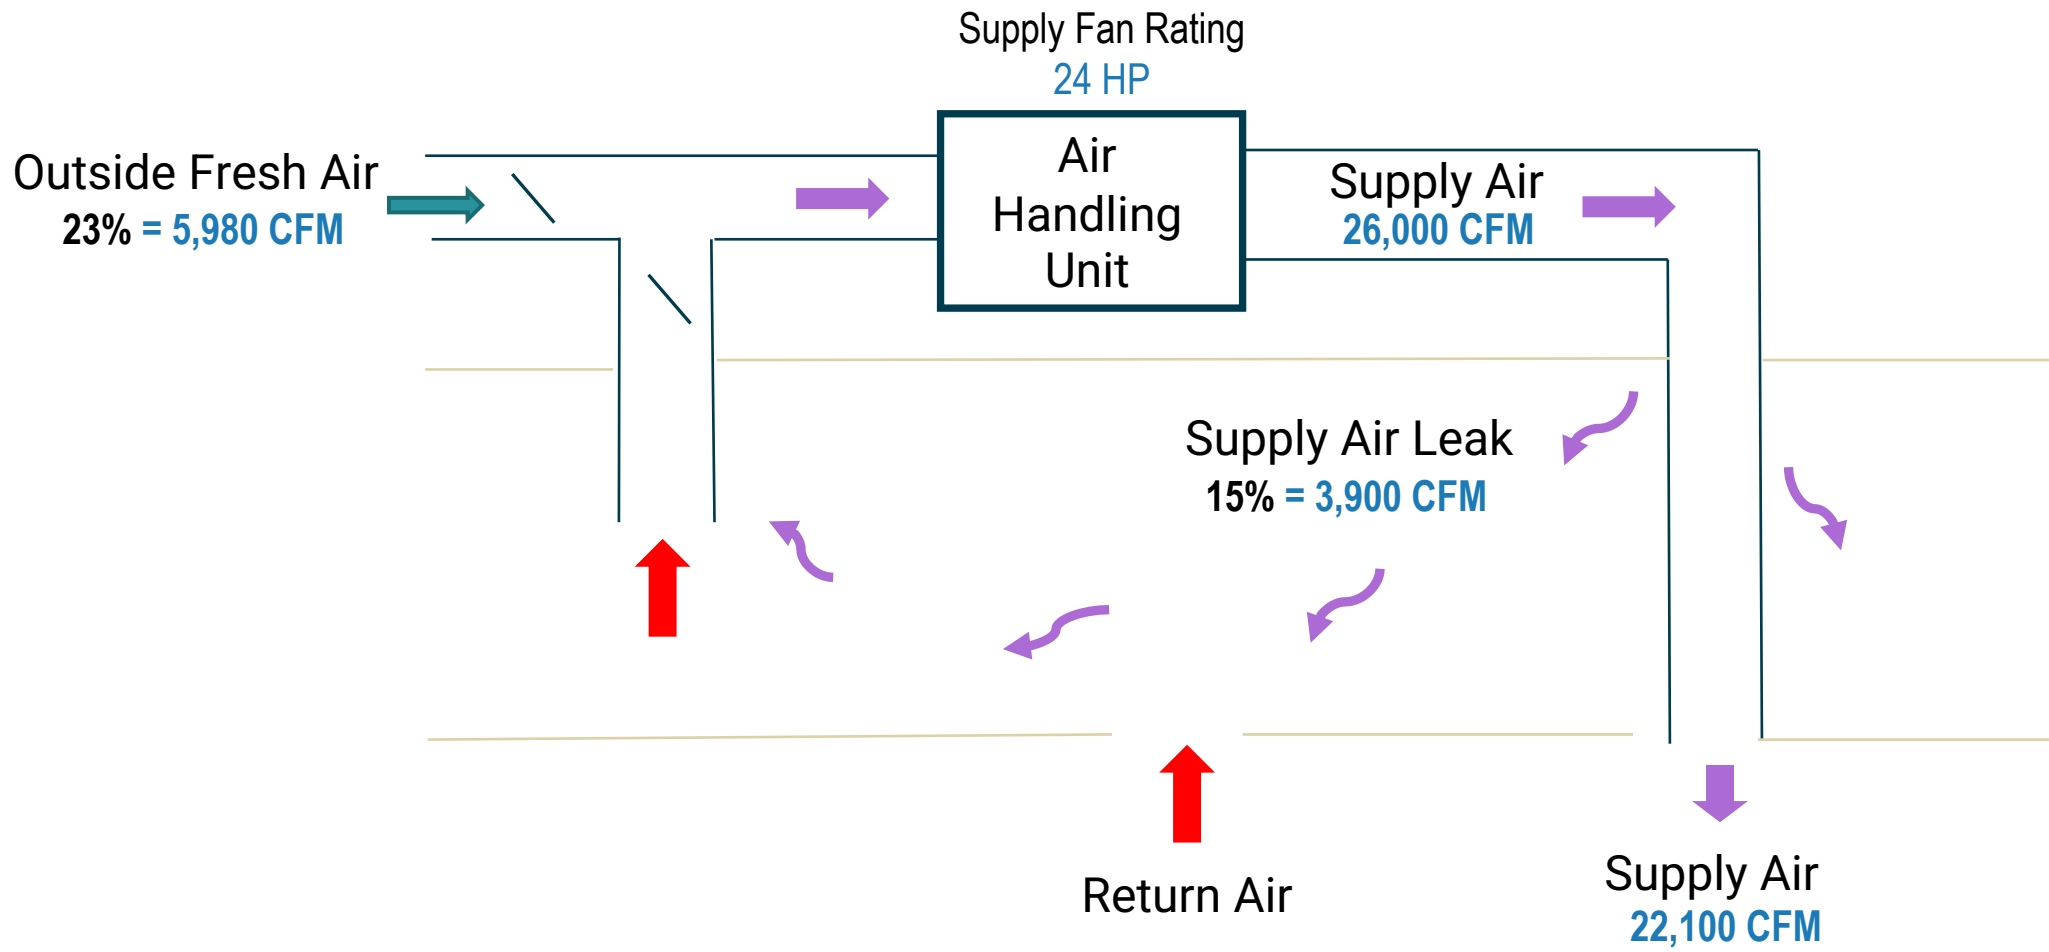 Supply Fan Rating
24 HP
Outside Fresh Air
23% = 5,980 CFM
Air
Handling
Unit
Supply Air
26,000 CFM
Supply Air Leak
15% = 3,900 CFM
Return Air
Supply Air
22,100 CFM